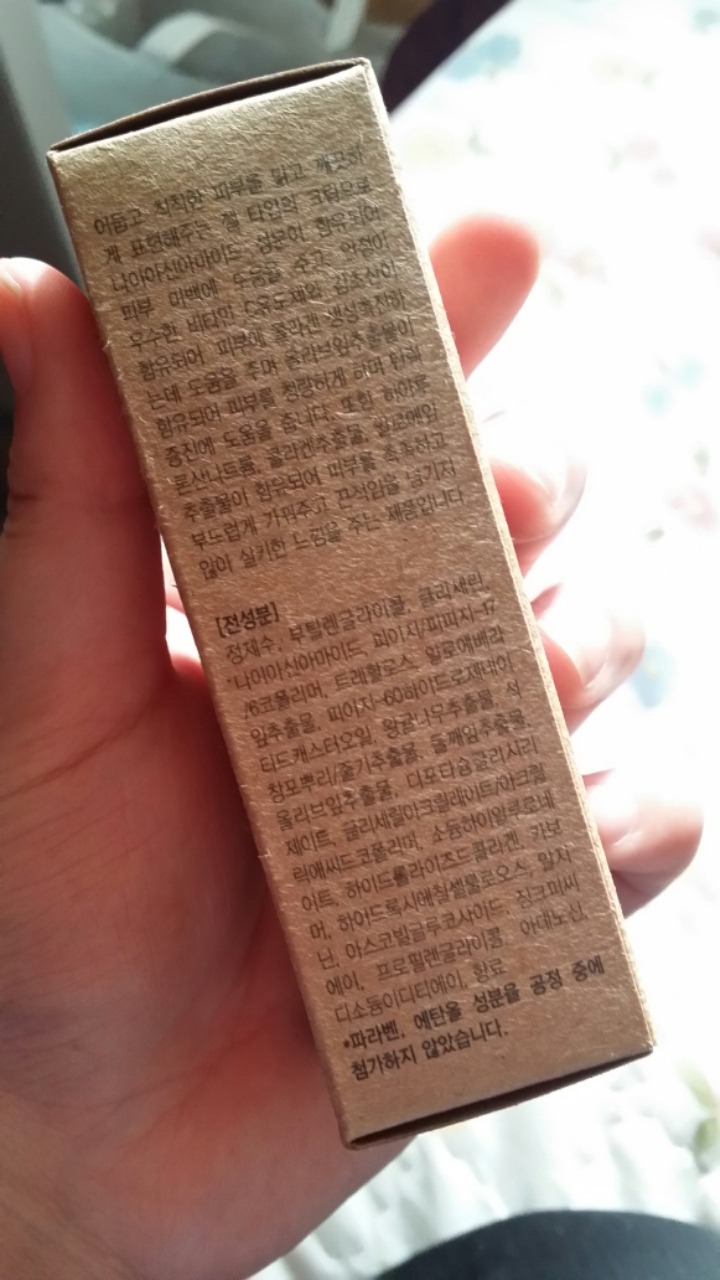 어둡고 칙칙한 피부를 맑고 깨끗하
게 표현해주는 젤 타입의 크림으로
나이아신아마이드 성분이 함유되어
피부 미백에 도움을 주고 안정이
우수한 비타민 C유도체와 감초산이
함유되어 피부에 콜라겐 생성촉진하
는데 도움을 주며 올리브잎추출물이
함유되어 피부를 청량하게 하며 탄력
증진에 도움을 줍니다. 또한 하이루
론산나트륨, 콜라겐추출물, 알로에잎
추출물이 함유되어 피부를 촉촉하고
부드럽게 가꿔주고 끈적임을 남기지
않아 실키한 느낌을 주는 제품입니다
[전성분]
정제수, 부틸렌글라이콜, 글리세린,
*나이아신아마이드, 피이지/피피지-17
/6코폴리머, 트레할로스, 알로에베라
잎추출물, 피이지-60하이드로제네이
티드캐스터오일, 왕귤나무추출물, 석
창포뿌리/줄기추출물, 들깨잎추출물,
올리브잎추출물, 디포타슘글리시리
제이트, 글리세릴아크릴레이트/아크릴
릭애씨드코폴리머, 소듐하이알루로네
이트, 하이드롤라이즈드콜라겐, 카보
머, 하이드록시에칠셀룰로오스, 알지
닌, 아스코빌글루코사이드, 징크피씨
에이, 프로필렌글라이콜 아데노신,
디소듐이디티에이, 향료
*파라벤, 에탄올 성분을 공정 중에
첨가하지 않았습니다.